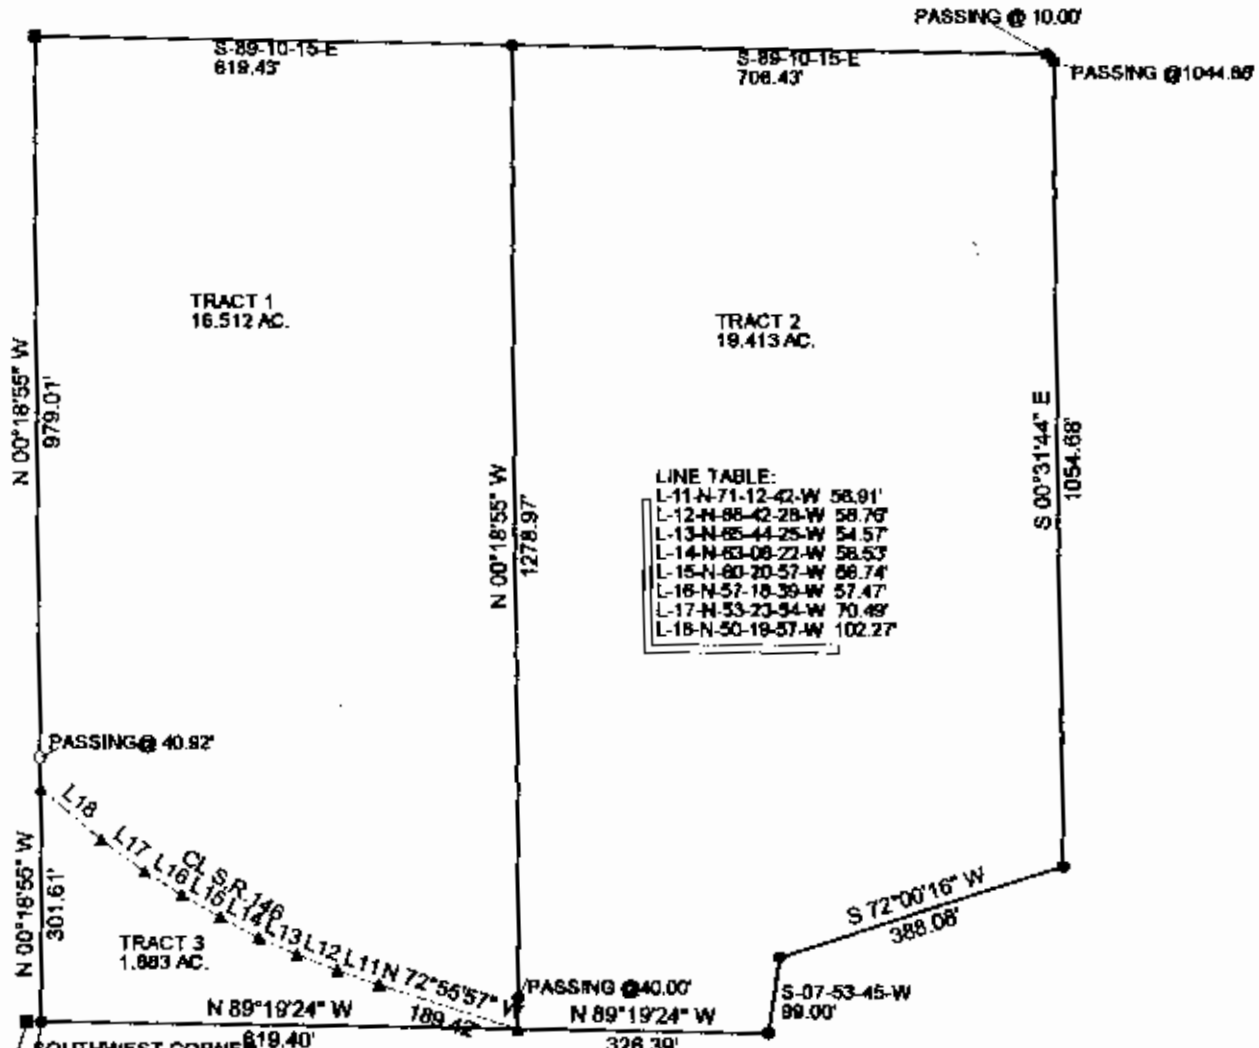 PASSING @ 10.00'
S-89-10-15-E
619.43'
S-89-10-15-E
706.43'
PASSING @1044.68'
TRACT 1
16.512 AC.
TRACT 2
19.413 AC.
N 00°18'55" W
979.01'
N 00°18'55" W
1278.97'
S 00°31'44" E
1054.68'
LINE TABLE:
L-11-N-71-12-42-W 56.91'
L-12-N-68-42-28-W 58.76'
L-13-N-65-44-25-W 54.57'
L-14-N-63-08-22-W 56.53'
L-15-N-60-20-57-W
L-16-N-57-18-39-W 57.47'
L-17-N-53-23-54-W 70.49'
L-18-N-50-19-57-W 102.27'
PASSING@ 40.92'
L18
L17
L16
L15
L14
L13
L12
L11
CL S.R. 146
N 72°55'57" W
189.42'
N 00°18'55" W
301.61'
TRACT 3
AC.
S 72°00'16" W
388.08'
S-07-53-45-W
99.00'
PASSING @40.00'
N 89°19'24" W
619.40'
N 89°19'24" W
326.39'
SOUTHWEST CORNER